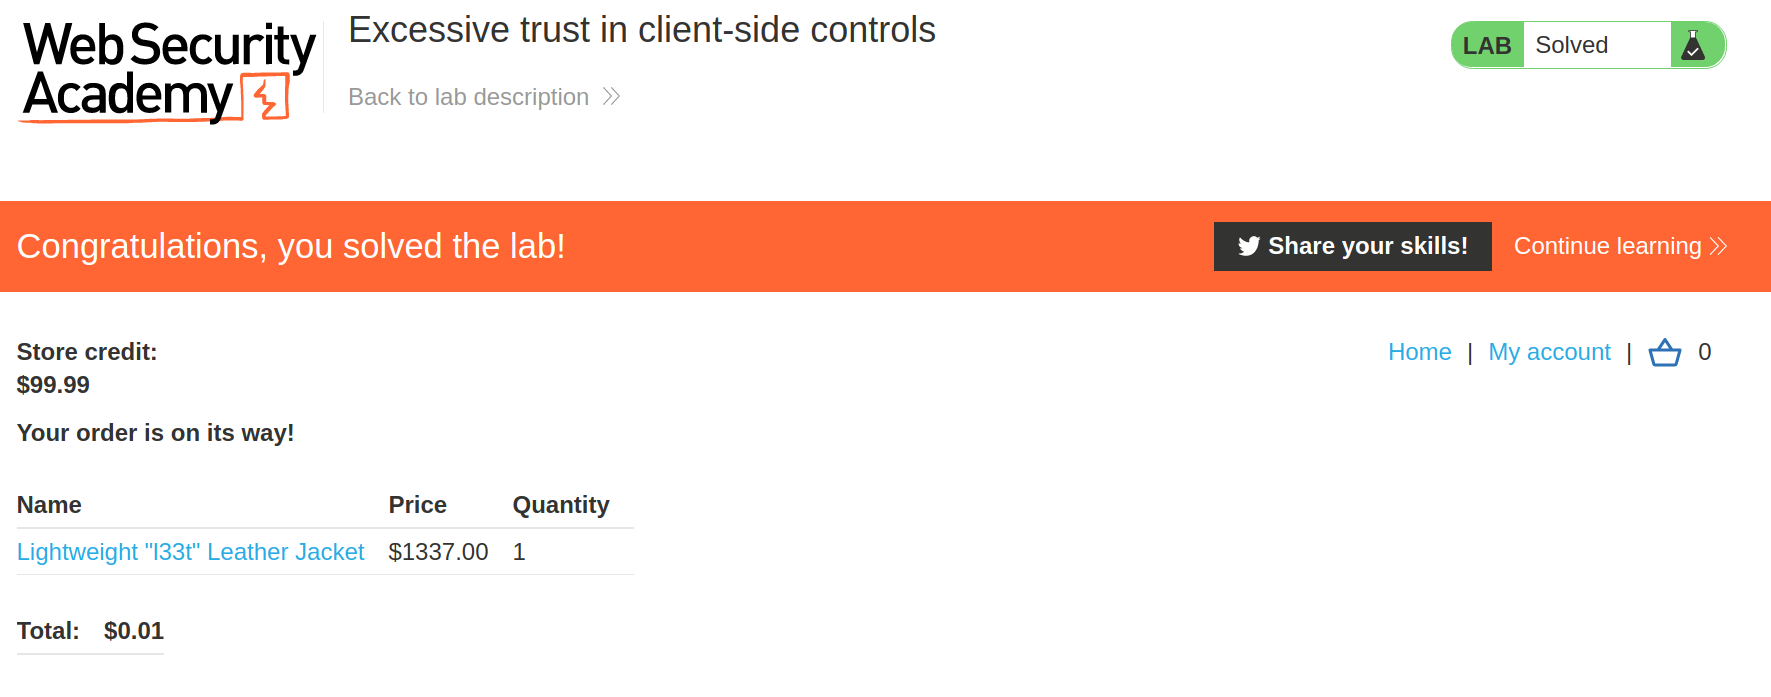 Web Security
Academy
Excessive trust in client-side controls
Back to lab description
LAB Solved
Congratulations, you solved the lab!
Share your skills! Continue learning
Store credit:
$99.99
Home | My account | 0
Your order is on its way!
Name Price Quantity
Lightweight "l33t" Leather Jacket $1337.00 1
Total: $0.01